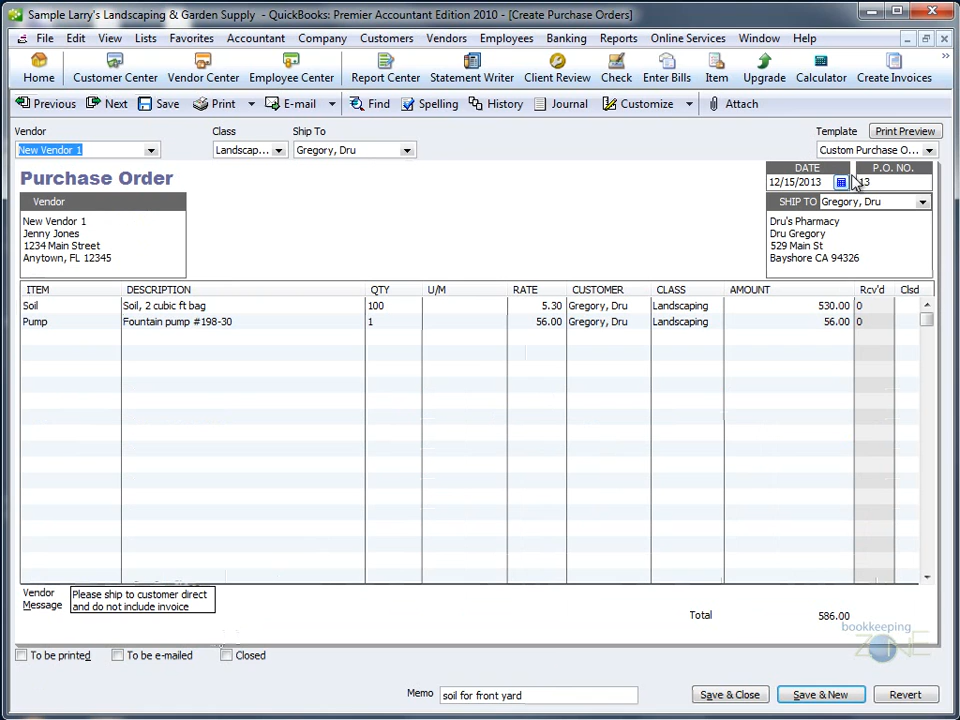 Sample Larry's Landscaping & Garden Supply - QuickBooks: Premier Accountant Edition 2010 - [Create Purchase Orders]
File Edit View Lists Favorites Accountant Company Customers Vendors Employees Banking Reports Online Services Window Help
Home Customer Center Vendor Center Employee Center Report Center Statement Writer Client Review Check Enter Bills Item Upgrade Calculator Create Invoices
Previous Next Save Print E-mail Find Spelling History Journal Customize Attach
Vendor Class Ship To Template Print Preview
New Vendor 1 Landscap... Gregory, Dru Custom Purchase O...
Purchase Order
DATE P.O. NO.
12/15/2013 13
Vendor
SHIP TO Gregory, Dru
New Vendor 1
Jenny Jones
1234 Main Street
Anytown, FL 12345
Dru's Pharmacy
Dru Gregory
529 Main St
Bayshore CA 94326
ITEM DESCRIPTION QTY U/M RATE CUSTOMER CLASS AMOUNT Rcv'd Clsd
Soil Soil, 2 cubic ft bag 100 5.30 Gregory, Dru Landscaping 530.00 0
Pump Fountain pump #198-30 1 56.00 Gregory, Dru Landscaping 56.00 0
Vendor
Message
Please ship to customer direct
and do not include invoice
Total 586.00
bookkeeping
ZONE
To be printed To be e-mailed Closed
Memo soil for front yard Save & Close Save & New Revert